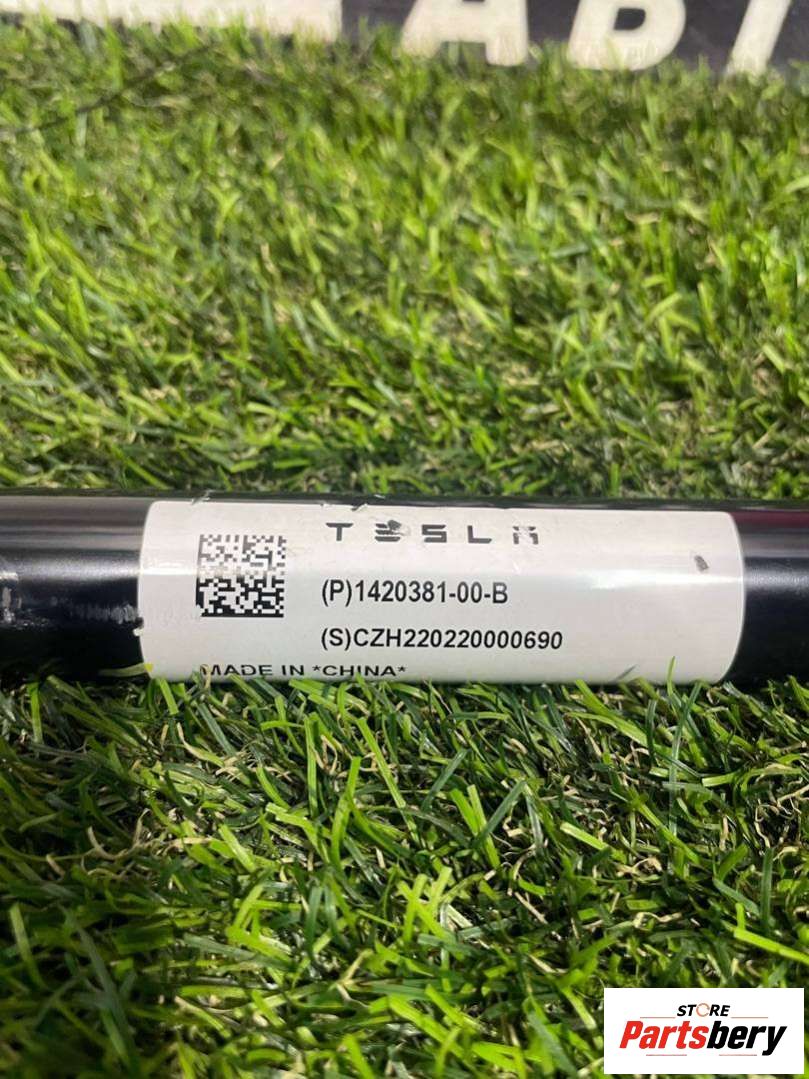 TESLA
(P)1420381-00-B
(S)CZH220220000690
MADE IN *CHINA*
STORE
Partsbery